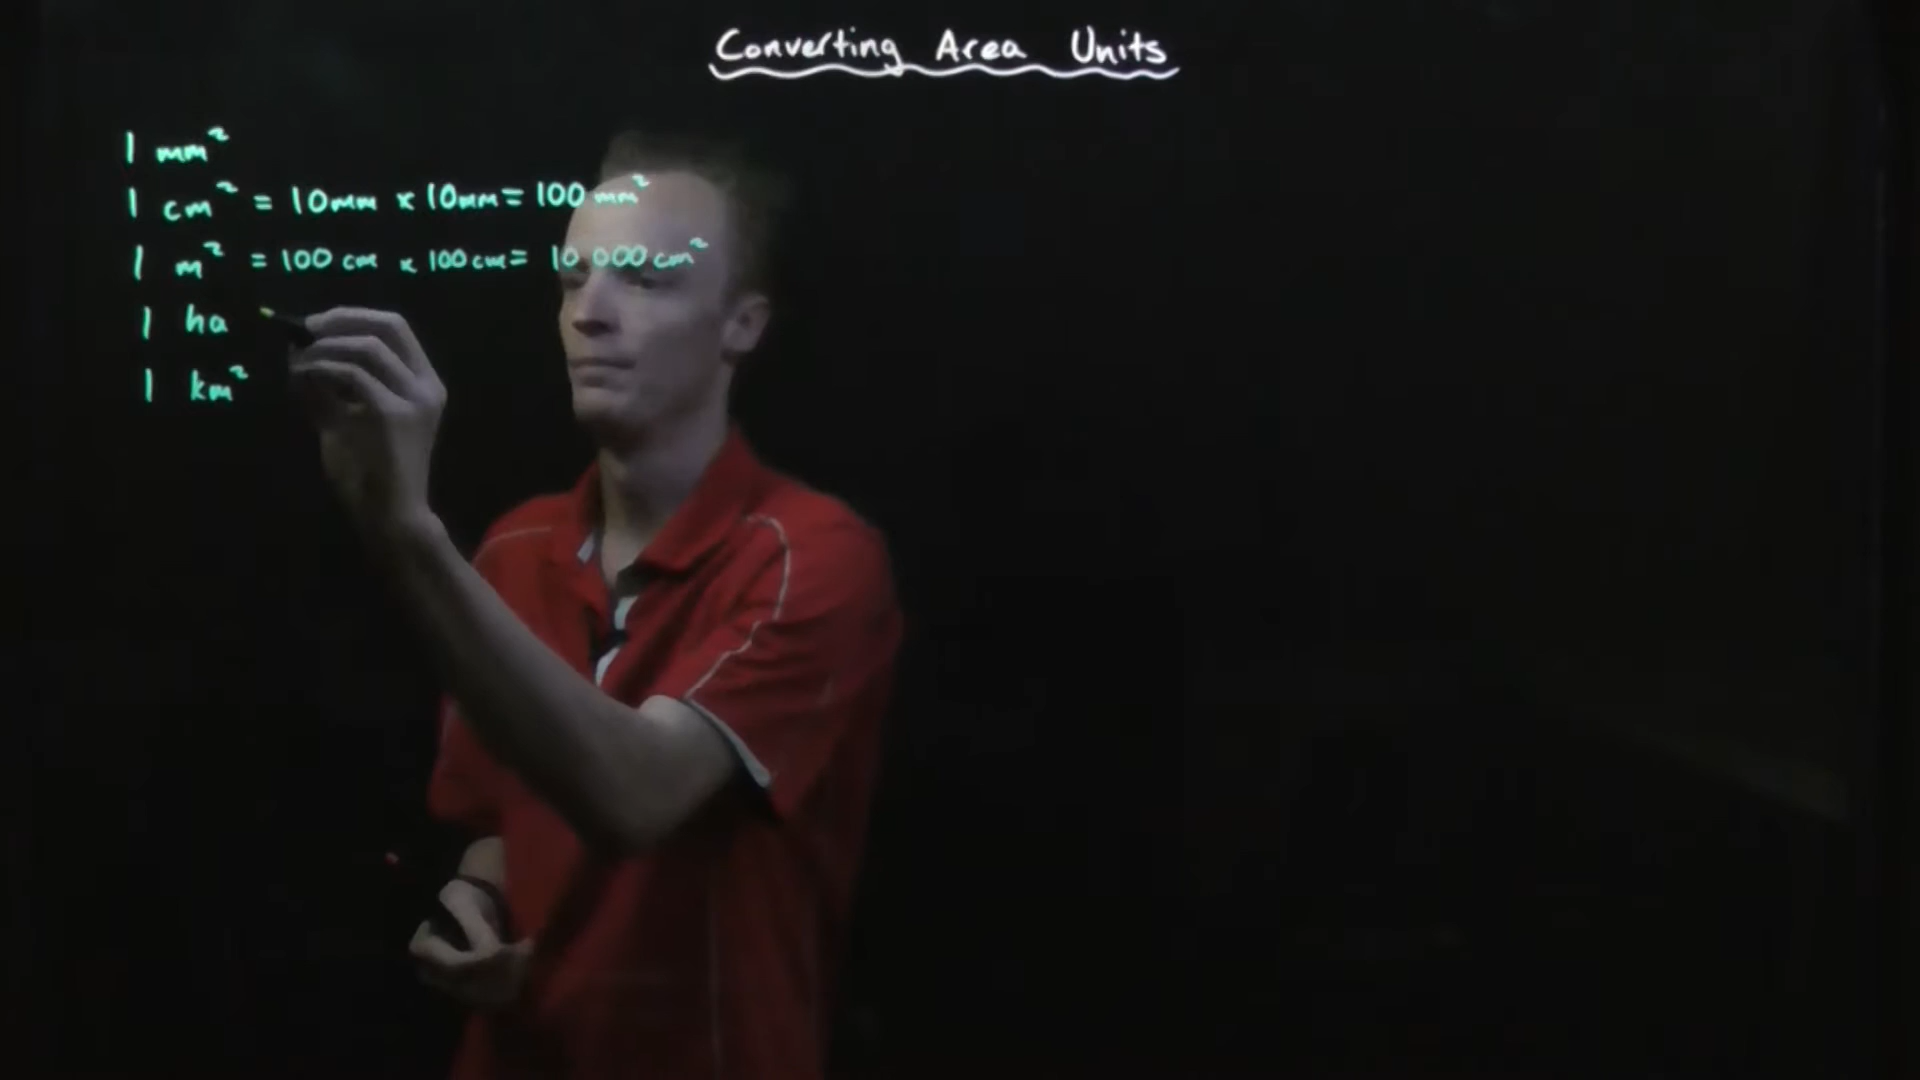 Converting Area Units
1 mm²
1 cm² = 10mm × 10mm = 100 mm²
1 m² = 100 cm × 100 cm = 10 000 cm²
1 ha
1 km²